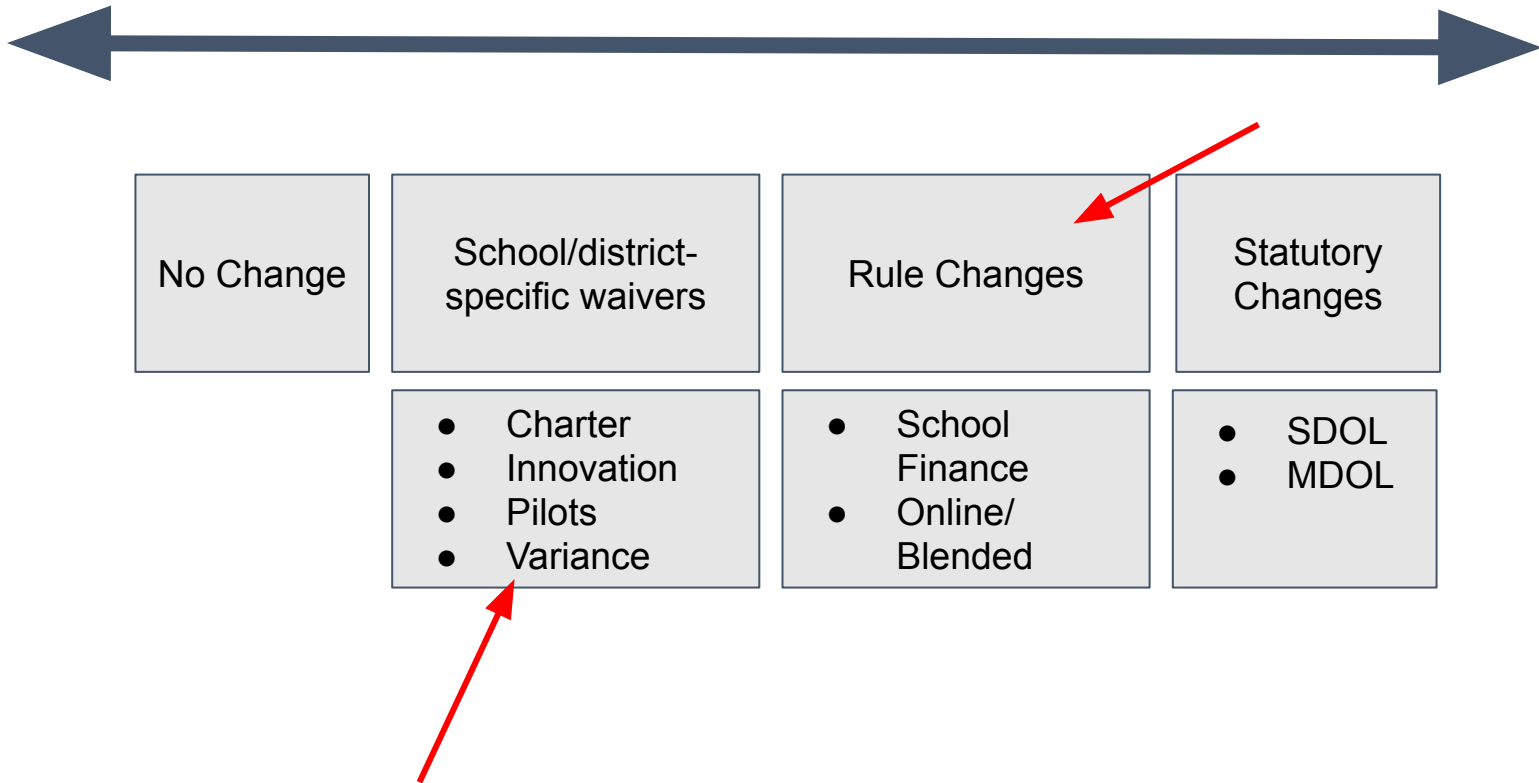 No Change
School/district-
specific waivers
Rule Changes
Statutory
Changes
● Charter
● Innovation
● Pilots
● Variance
● School
Finance
● Online/
Blended
● SDOL
● MDOL